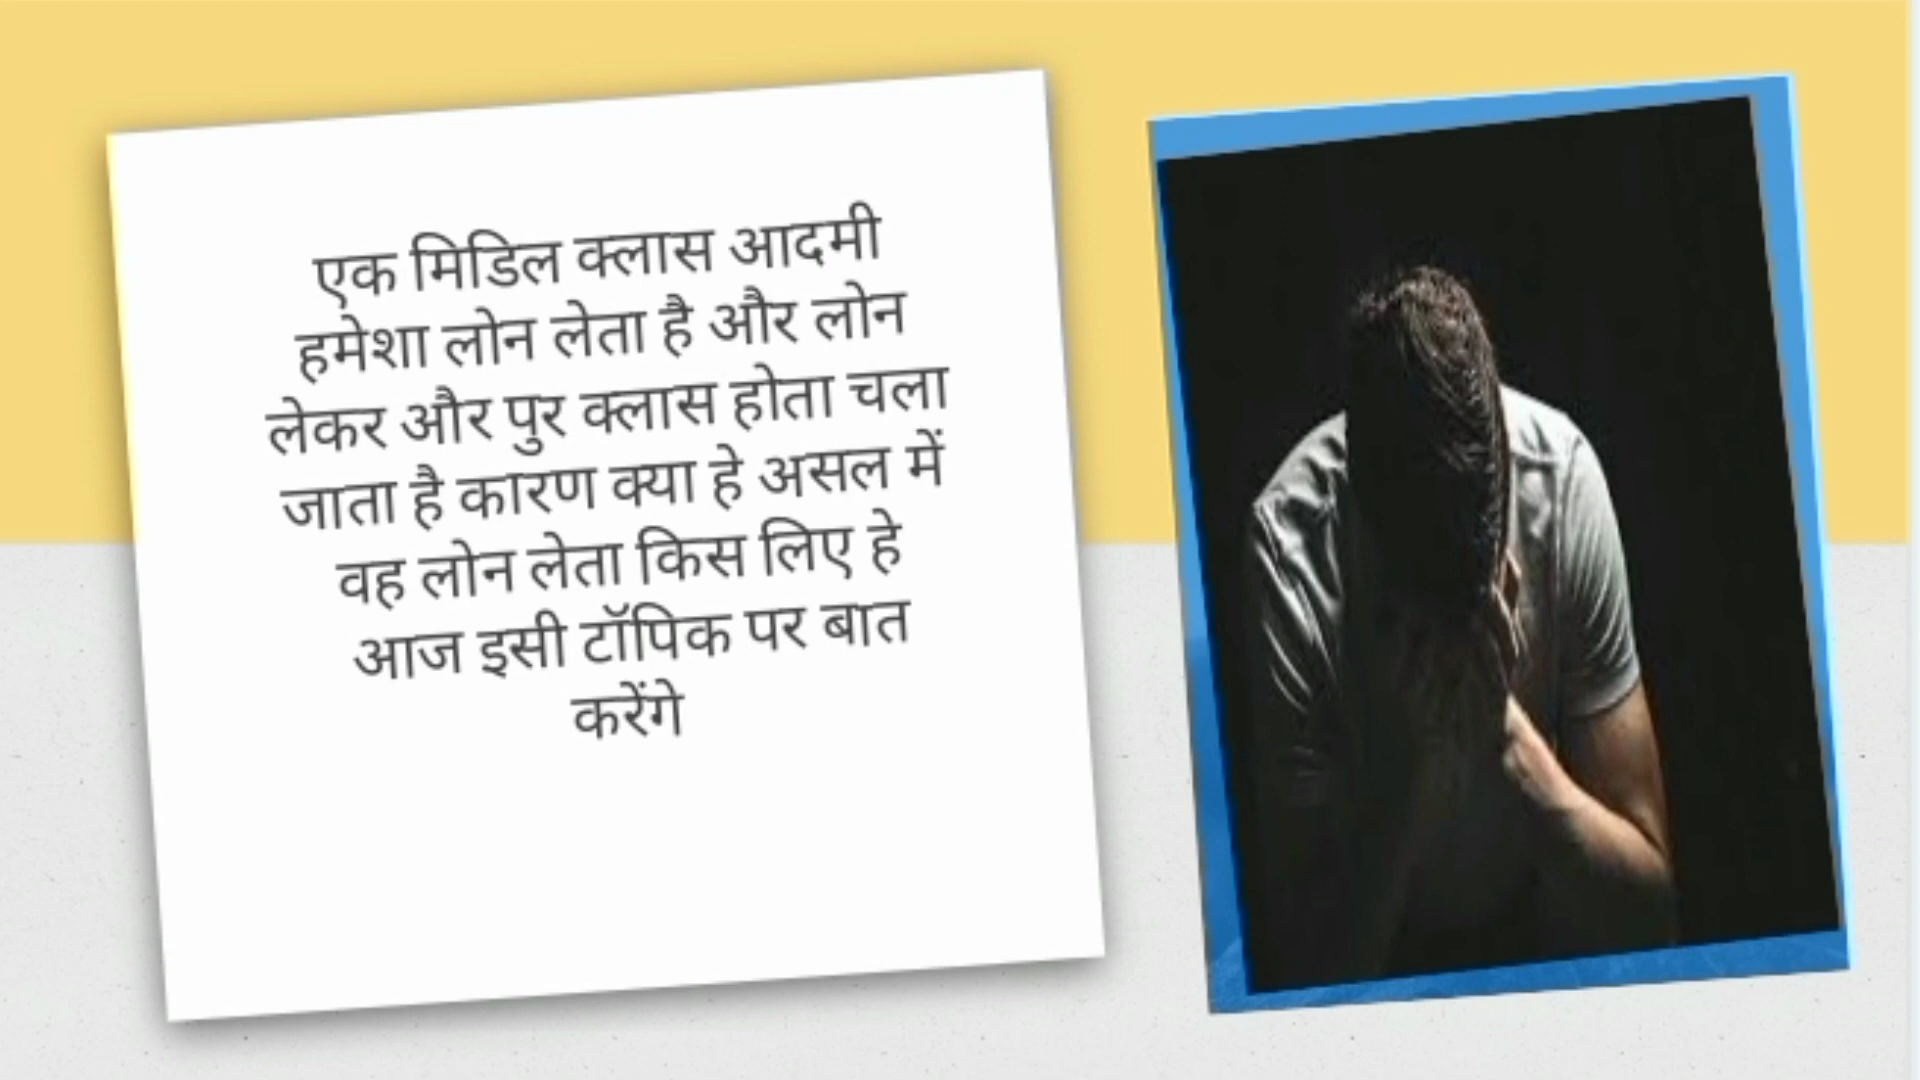 एक मिडिल क्लास आदमी
हमेशा लोन लेता है और लोन
लेकर और पुर क्लास होता चला
जाता है कारण क्या हे असल में
वह लोन लेता किस लिए हे
आज इसी टॉपिक पर बात
करेंगे